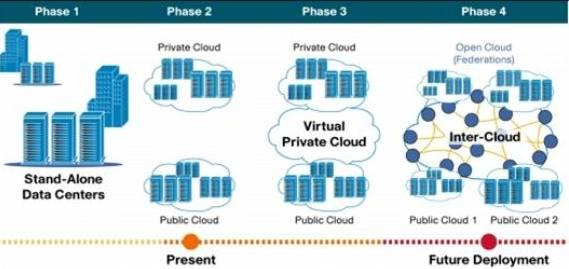 Phase 1
Phase 2
Phase 3
Phase 4
Stand-Alone
Data Centers
Private Cloud
Public Cloud
Private Cloud
Virtual
Private Cloud
Public Cloud
Open Cloud
(Federations)
Inter-Cloud
Public Cloud 1
Public Cloud 2
Present
Future Deployment